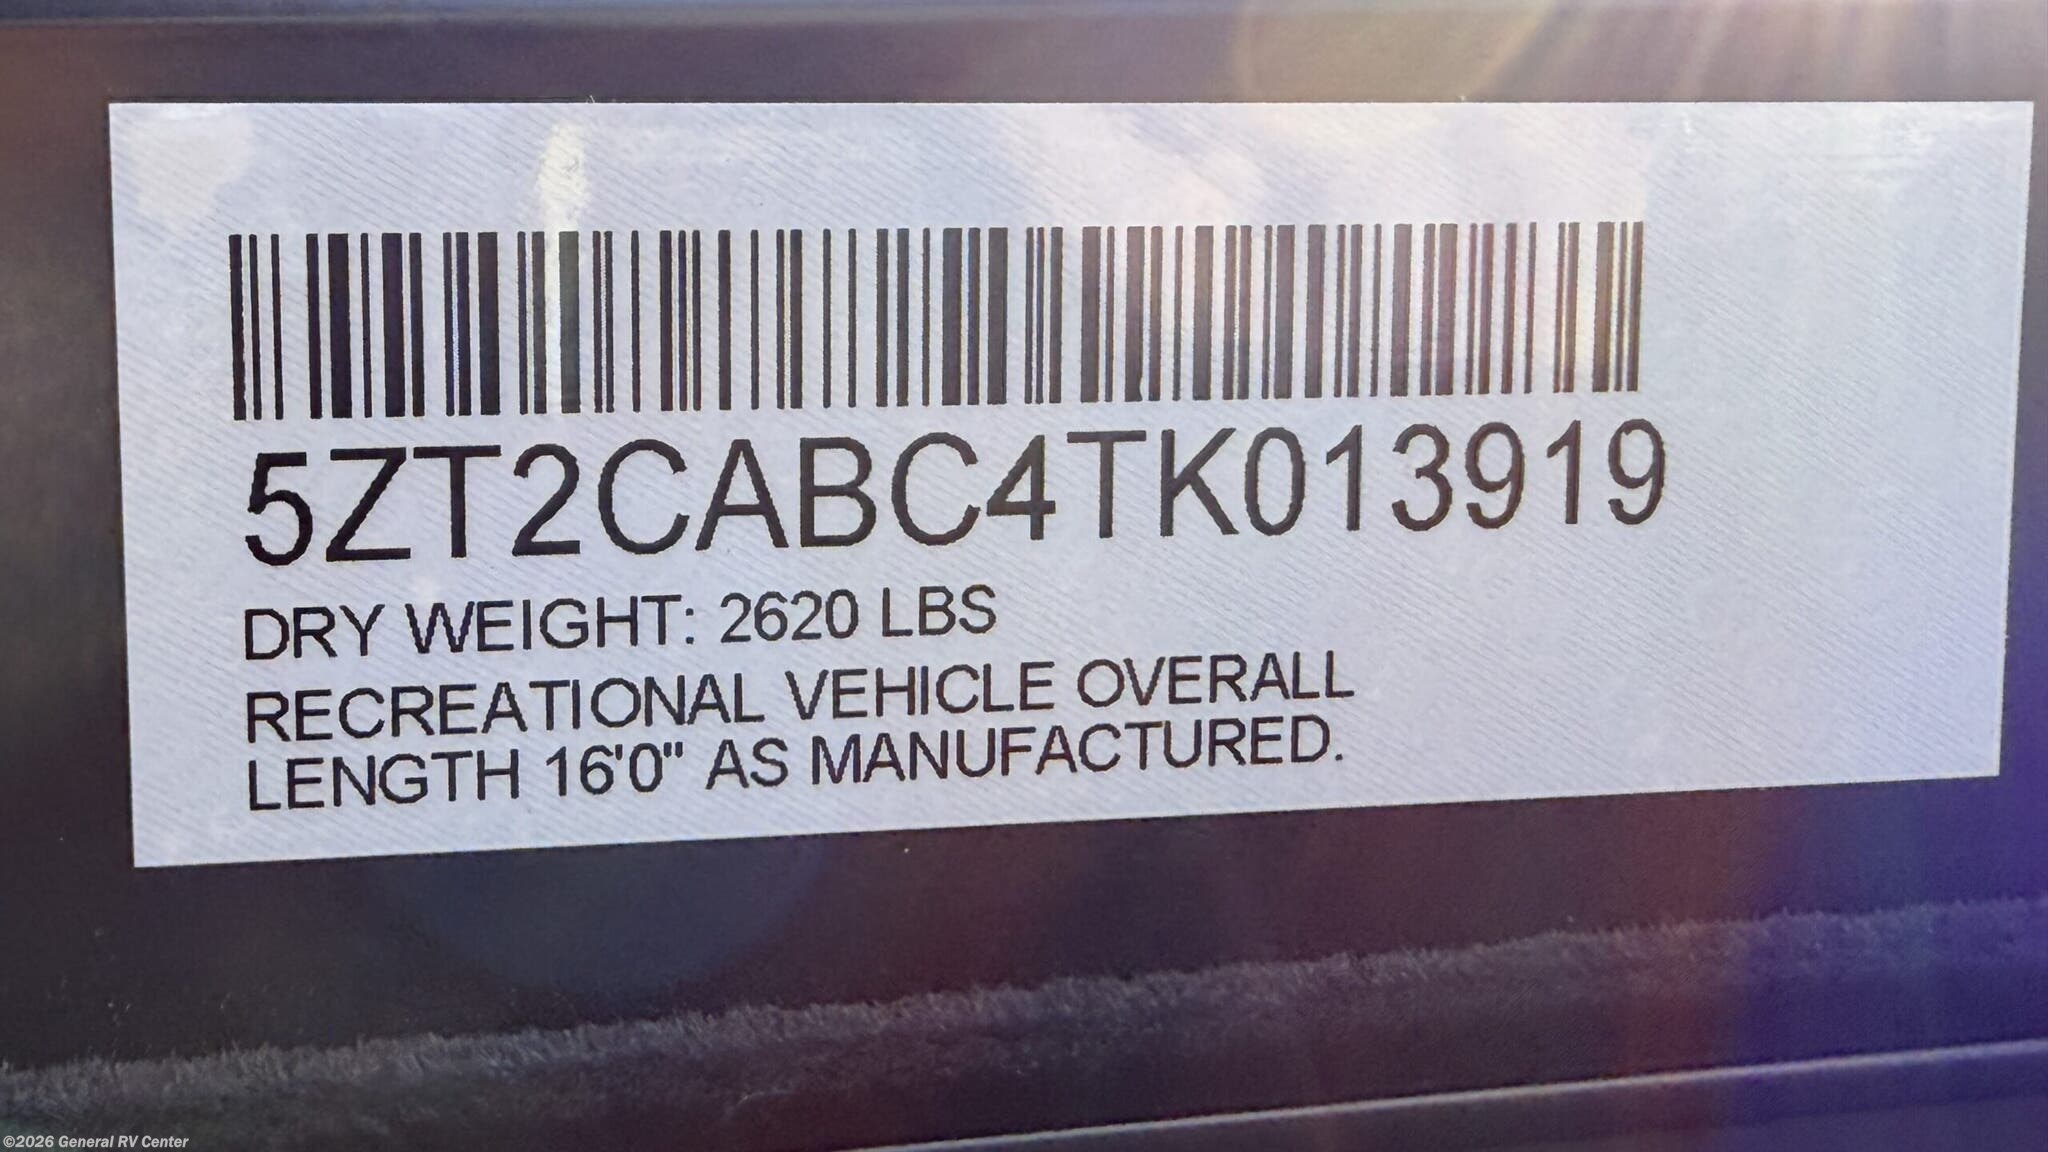 5ZT2CABC4TK013919
DRY WEIGHT: 2620 LBS
RECREATIONAL VEHICLE OVERALL
LENGTH 16'0" AS MANUFACTURED.
©2026 General RV Center